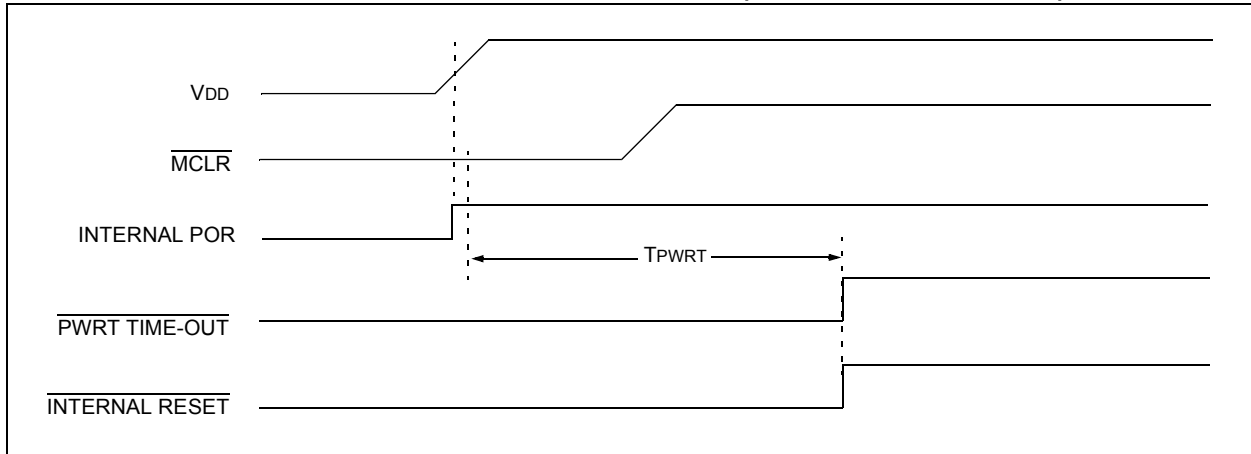 VDD
MCLR
INTERNAL POR
TPWRT
PWRT TIME-OUT
INTERNAL RESET